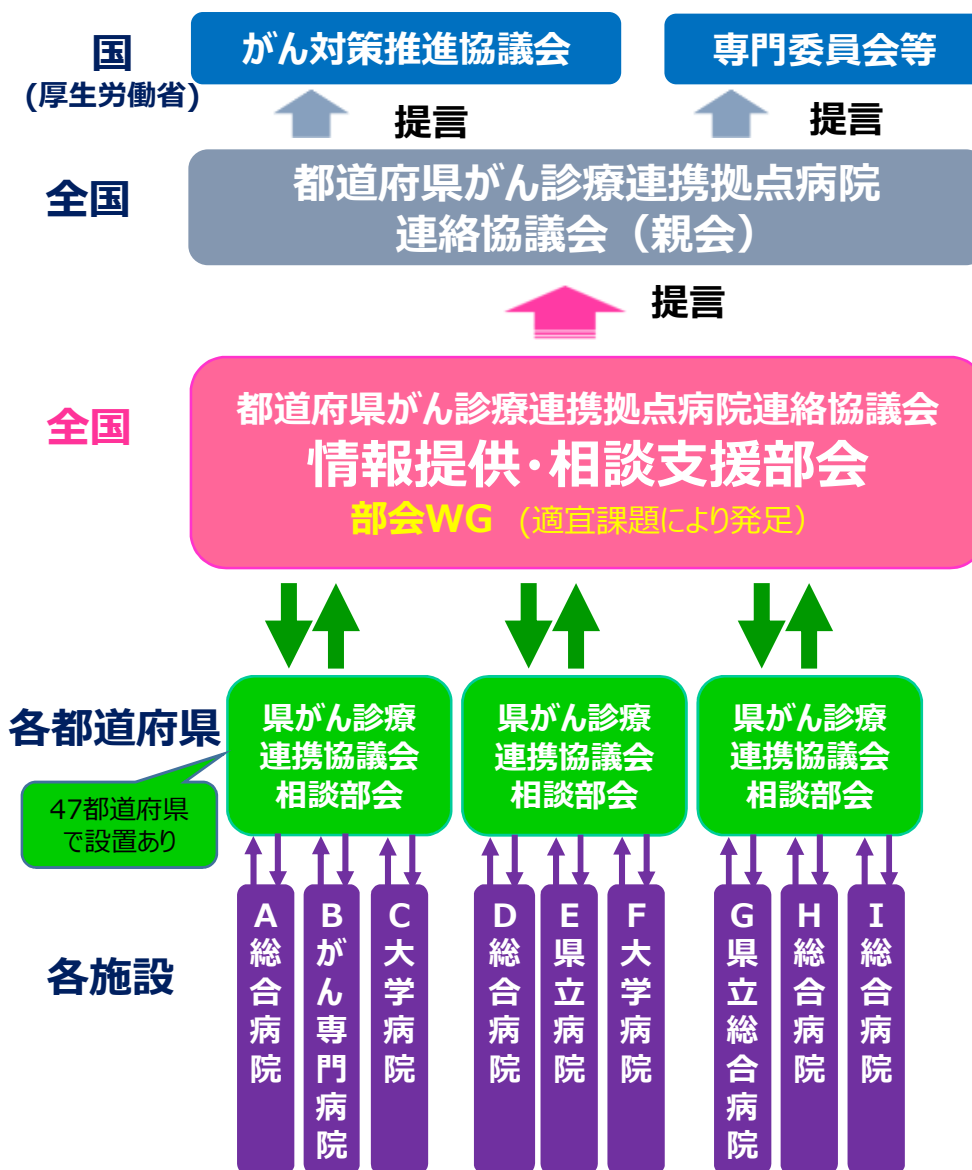 国
(厚生労働省)
がん対策推進協議会
専門委員会等
提言
提言
全国
都道府県がん診療連携拠点病院
連絡協議会（親会）
提言
全国
都道府県がん診療連携拠点病院連絡協議会
情報提供・相談支援部会
部会WG（適宜課題により発足）
各都道府県
47都道府県
で設置あり
県がん診療
連携協議会
相談部会
県がん診療
連携協議会
相談部会
県がん診療
連携協議会
相談部会
各施設
A総合病院
Bがん専門病院
C大学病院
D総合病院
E県立病院
F大学病院
G県立総合病院
H総合病院
I総合病院